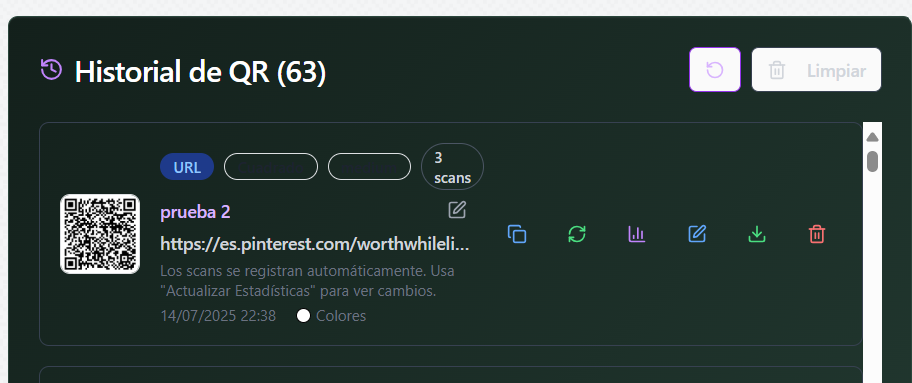 Historial de QR (63)
Limpiar
URL
3
scans
prueba 2
https://es.pinterest.com/worthwhileli...
Los scans se registran automáticamente. Usa
"Actualizar Estadísticas" para ver cambios.
14/07/2025 22:38
Colores